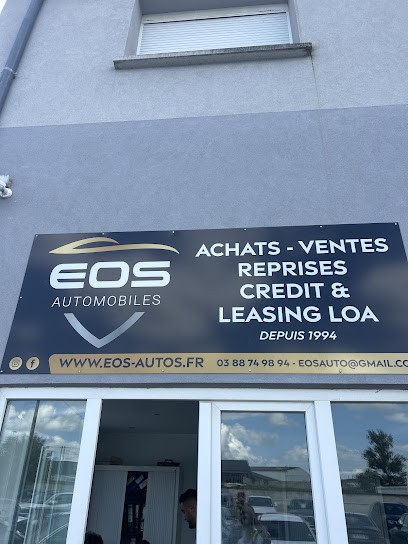 EOS
AUTOMOBILES
ACHATS - VENTES
REPRISES
CREDIT &
LEASING LOA
DEPUIS 1994
WWW.EOS-AUTOS.FR
03 88 74 98 94 - EOSAUTO@GMAIL.CO